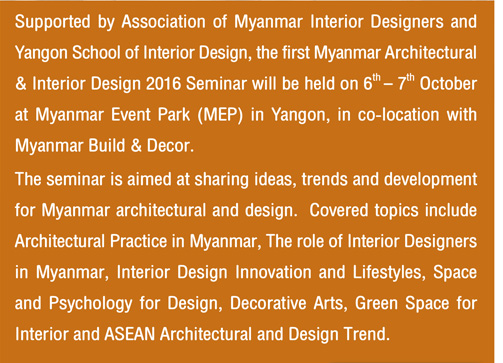 Supported by Association of Myanmar Interior Designers and
Yangon School of Interior Design, the first Myanmar Architectural
& Interior Design 2016 Seminar will be held on 6th – 7th October
at Myanmar Event Park (MEP) in Yangon, in co-location with
Myanmar Build & Decor.
The seminar is aimed at sharing ideas, trends and development
for Myanmar architectural and design. Covered topics include
Architectural Practice in Myanmar, The role of Interior Designers
in Myanmar, Interior Design Innovation and Lifestyles, Space
and Psychology for Design, Decorative Arts, Green Space for
Interior and ASEAN Architectural and Design Trend.